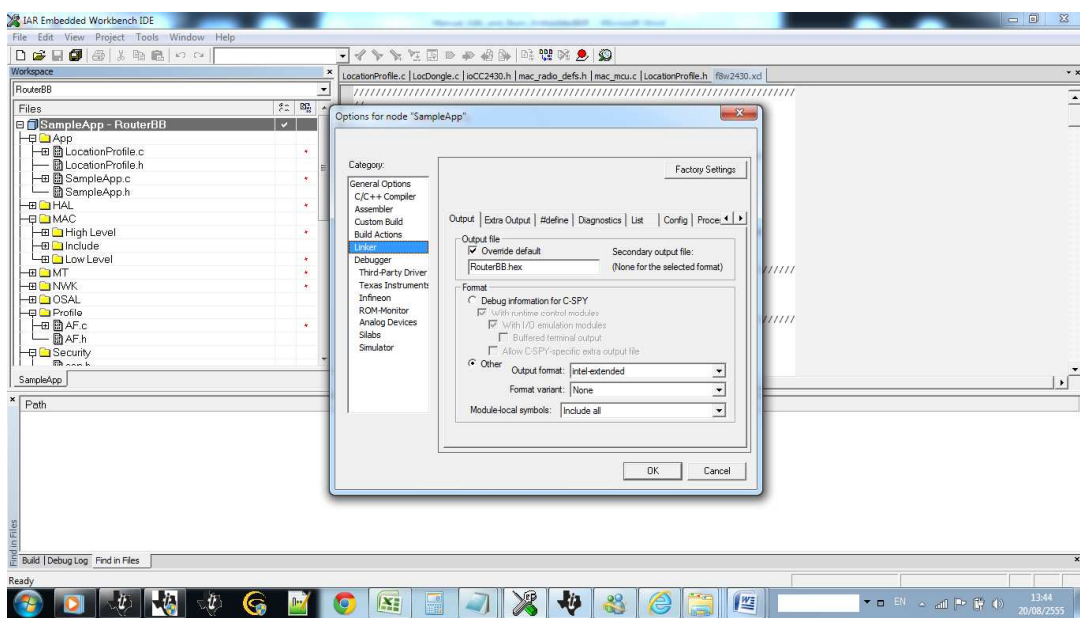 IAR Embedded Workbench IDE
File Edit View Project Tools Window Help
Workspace
RouterBB
Files
SampleApp - RouterBB
App
LocationProfile.c
LocationProfile.h
SampleApp.c
SampleApp.h
HAL
MAC
High Level
Include
Low Level
MT
NWK
OSAL
Profile
AF.c
AF.h
Security
SampleApp
LocationProfile.c | LocDongle.c | ioCC2430.h | mac_radio_defs.h | mac_mcu.c | LocationProfile.h f8w2430.xcl
Options for node "SampleApp"
Category:
General Options
C/C++ Compiler
Assembler
Custom Build
Build Actions
Linker
Debugger
Third-Party Driver
Texas Instruments
Infineon
ROM-Monitor
Analog Devices
Silabs
Simulator
Factory Settings
Output | Extra Output | #define | Diagnostics | List | Config | Proce
Output file
Override default
RouterBB.hex
Secondary output file:
(None for the selected format)
Format
Debug information for C-SPY
With runtime control modules
With I/O emulation modules
Buffered terminal output
Allow C-SPY-specific extra output file
Other
Output format: intel-extended
Format variant: None
Module-local symbols: Include all
OK Cancel
Path
Find in Files
Build | Debug Log Find in Files
Ready
EN
13:44
20/08/2555